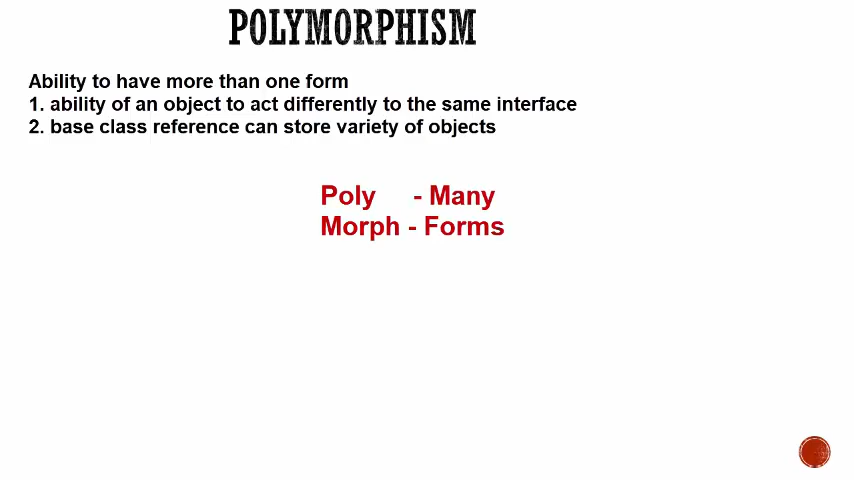 POLYMORPHISM
Ability to have more than one form
1. ability of an object to act differently to the same interface
2. base class reference can store variety of objects
Poly - Many
Morph - Forms